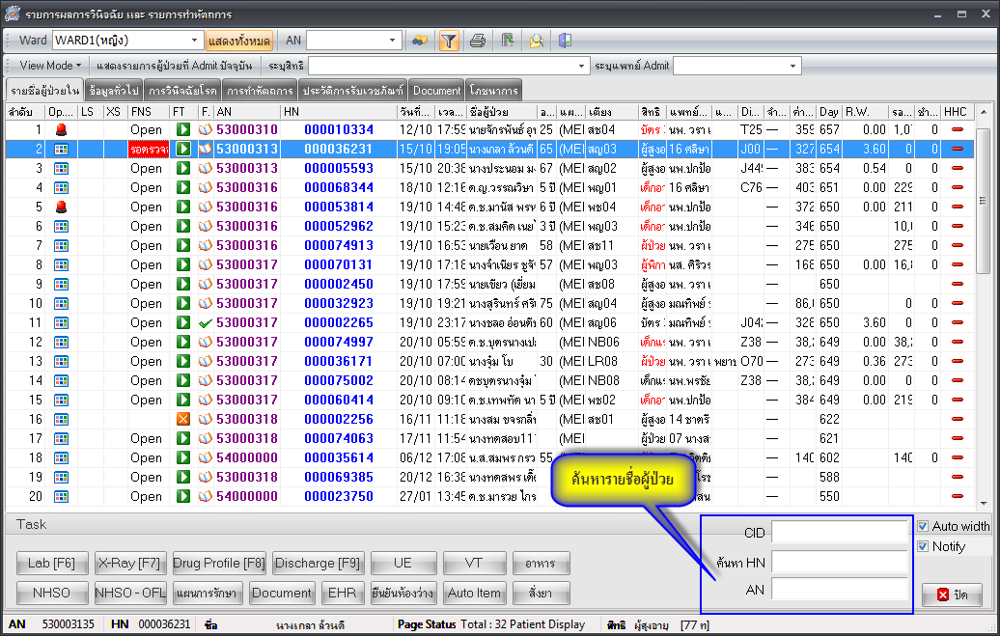 รายการผลการวินิจฉัย และ รายการทำหัตถการ
Ward WARD1(หญิง) แสดงทั้งหมด AN
View Mode แสดงรายการผู้ป่วยที่ Admit ปัจจุบัน ระบุสิทธิ ระบุแพทย์ Admit
รายชื่อผู้ป่วยใน ข้อมูลทั่วไป การวินิจฉัยโรค การทำหัตถการ ประวัติการรับเวชภัณฑ์ Document โภชนาการ
ลำดับ Op... LS XS FNS FT F. AN HN วันที่... เวล... ชื่อผู้ป่วย อ... แผ... เตียง สิทธิ แพทย์... แ... Di... จำ... ค่า... Day R.W. รอ... ชำ... HHC
1 Open 53000310 000010334 12/10 17:59 นายจักรพันธ์ 25 (MEI สช04 บัตร T25 — 359 657 0.00 1,0 0
2 รอตรวจ 53000313 000036231 15/10 19:05 นางเกลา ล้วนดี 65 (MEI สญ03 ผู้สูงอ 16 ศลิษา J00 — 327 654 3.60 0 0
3 Open 53000313 000005593 15/10 20:36 นางประนอม 67 (MEI สญ02 ผู้สูงอ นพ.ปกป้อ J44 — 383 654 0.54 0 0
4 Open 53000316 000068344 18/10 12:16 ด.ญ.วรรณวิษา 5 ปี (MEI พญ01 เด็กอา 16 ศลิษา C76 — 403 651 0.00 229 0
5 Open 53000316 000053814 19/10 14:46 ด.ช.มานัส พรห 5 ปี (MEI พช04 เด็กอา นพ.ปกป้อ — 372 650 0.00 211 0
6 Open 53000316 000052962 19/10 15:23 ด.ช.สมคิด เนย 3 ปี (MEI พญ03 เด็กอา นพ.ปกป้อ — 346 650 10, 0
7 Open 53000316 000074913 19/10 16:53 นายเวือน ยาด 58 (MEI สช11 ผู้ป่วย นพ. วรา เ — 275 650 275 0
8 Open 53000317 000070131 19/10 17:16 นางจำเนียร ชูจั 57 (MEI พญ03 ผู้พิกา นส. ศิริวร — 166 650 0.00 16, 0
9 Open 53000317 000002450 19/10 17:59 นายเขียว (เยี่ยม (MEI สช08 ผู้สูงอ นพ. วรา เ — 650
10 Open 53000317 000032923 19/10 19:21 นางสุรินทร์ ศรี 75 (MEI สญ04 ผู้สูงอ มณทิพย์ — 86, 650 0 0
11 Open 53000317 000002265 19/10 23:17 นางชลอ อ่อนตี 60 (MEI สญ06 บัตร มณทิพย์ J04 — 328 650 3.60 0 0
12 Open 53000317 000074997 20/10 05:59 ด.ช.บุตรนางเป (MEI NB06 เด็กแร นพ. วรา เ Z38 — 38, 649 0.00 38, 0
13 Open 53000317 000036171 20/10 07:00 นางจุ๋ม โบ 30 (MEI LR08 ผู้ป่วย นพ. วรา เ พยาบ O70 — 273 649 0.36 273 0
14 Open 53000317 000075002 20/10 08:14 ดชบุตรนางจุ๋ม (MEI NB08 เด็กแร นพ.พรชัย Z38 — 38, 649 0.00 0 0
15 Open 53000317 000060414 20/10 09:10 ด.ช.เทพทัต นา 5 ปี (MEI พช02 เด็กอา นพ.ปกป้อ — 384 649 0.00 219 0
16 53000318 000002256 16/11 11:18 นางสม ขจรกลิ่น (MEI สช01 ผู้สูงอ 14 ชาตรี — 622
17 Open 53000318 000074063 17/11 11:54 นางทดสอบ11 (MEI ผู้ป่วย 07 นางส — 621
18 Open 54000000 000035614 06/12 17:06 น.ส.สมพร กรว 55 — 140 602 140 0
19 Open 53000318 000069385 20/12 16:36 นางทดสพร — 588
20 Open 54000000 000023750 27/01 13:45 ด.ช.มารวย ไกร — 550
ค้นหารายชื่อผู้ป่วย
Task
CID Auto width
Lab [F6] X-Ray [F7] Drug Profile [F8] Discharge [F9] UE VT อาหาร ค้นหา HN Notify
NHSO NHSO - OFL แผนการรักษา Document EHR ยืนยันห้องว่าง Auto Item สั่งยา AN ปิด
AN 530003135 HN 000036231 ชื่อ นางเกลา ล้วนดี Page Status Total : 32 Patient Display สิทธิ ผู้สูงอายุ [77 ท]